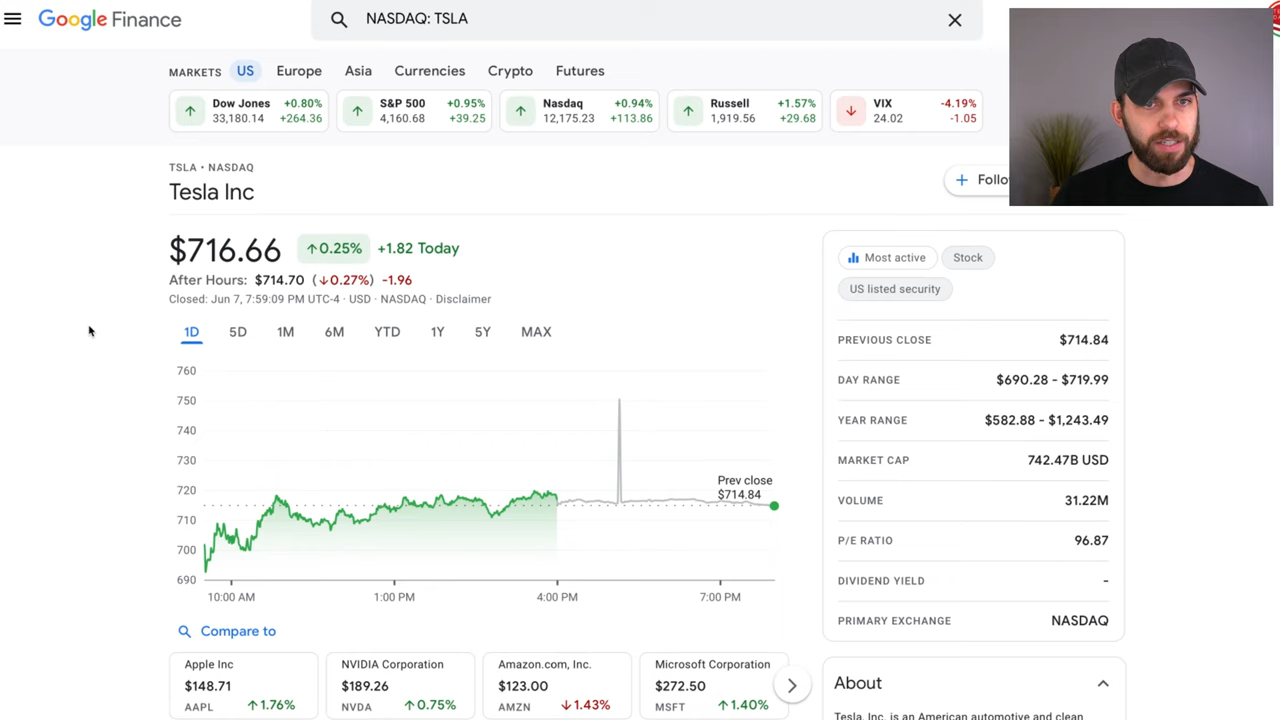 Google Finance
NASDAQ: TSLA
MARKETS US Europe Asia Currencies Crypto Futures
Dow Jones +0.80%
33,180.14 +264.36
S&P 500 +0.95%
4,160.68 +39.25
Nasdaq +0.94%
12,175.23 +113.86
Russell +1.57%
1,919.56 +29.68
VIX -4.19%
24.02 -1.05
TSLA • NASDAQ
Tesla Inc
+ Follo
$716.66 ↑0.25% +1.82 Today
After Hours: $714.70 (↓0.27%) -1.96
Closed: Jun 7, 7:59:09 PM UTC-4 · USD · NASDAQ · Disclaimer
1D 5D 1M 6M YTD 1Y 5Y MAX
760
750
740
730
720
710
700
690
Prev close
$714.84
10:00 AM 1:00 PM 4:00 PM 7:00 PM
Compare to
Apple Inc
$148.71
AAPL ↑1.76%
NVIDIA Corporation
$189.26
NVDA ↑0.75%
Amazon.com, Inc.
$123.00
AMZN ↓1.43%
Microsoft Corporation
$272.50
MSFT ↑1.40%
Most active Stock
US listed security
PREVIOUS CLOSE $714.84
DAY RANGE $690.28 - $719.99
YEAR RANGE $582.88 - $1,243.49
MARKET CAP 742.47B USD
VOLUME 31.22M
P/E RATIO 96.87
DIVIDEND YIELD -
PRIMARY EXCHANGE NASDAQ
About
Tesla, Inc. is an American automotive and clean